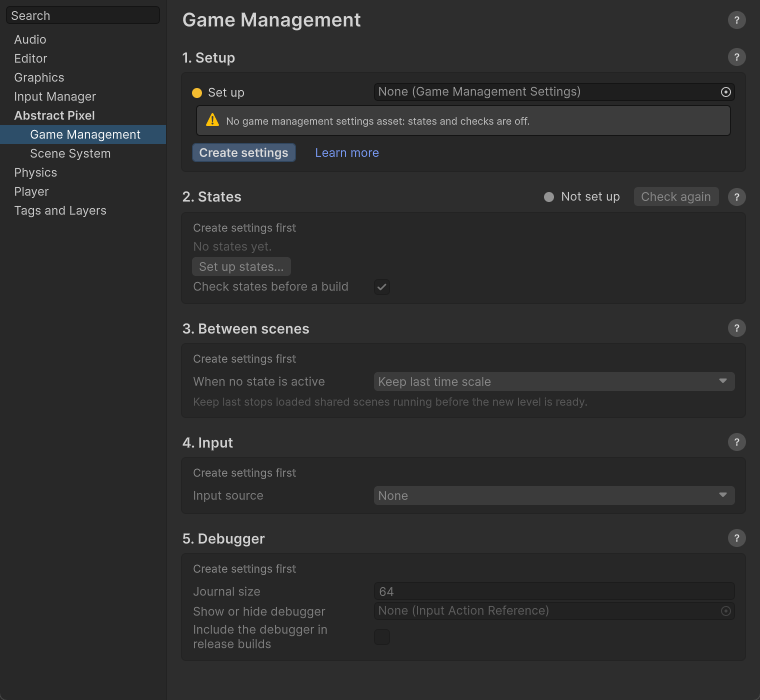 Search
Audio
Editor
Graphics
Input Manager
Abstract Pixel
Game Management
Scene System
Physics
Player
Tags and Layers
Game Management
?
1. Setup
?
Set up
None (Game Management Settings)
No game management settings asset: states and checks are off.
Create settings
Learn more
2. States
Not set up
Check again
?
Create settings first
No states yet.
Set up states...
Check states before a build
3. Between scenes
?
Create settings first
When no state is active
Keep last time scale
Keep last stops loaded shared scenes running before the new level is ready.
4. Input
?
Create settings first
Input source
None
5. Debugger
?
Create settings first
Journal size
64
Show or hide debugger
None (Input Action Reference)
Include the debugger in
release builds